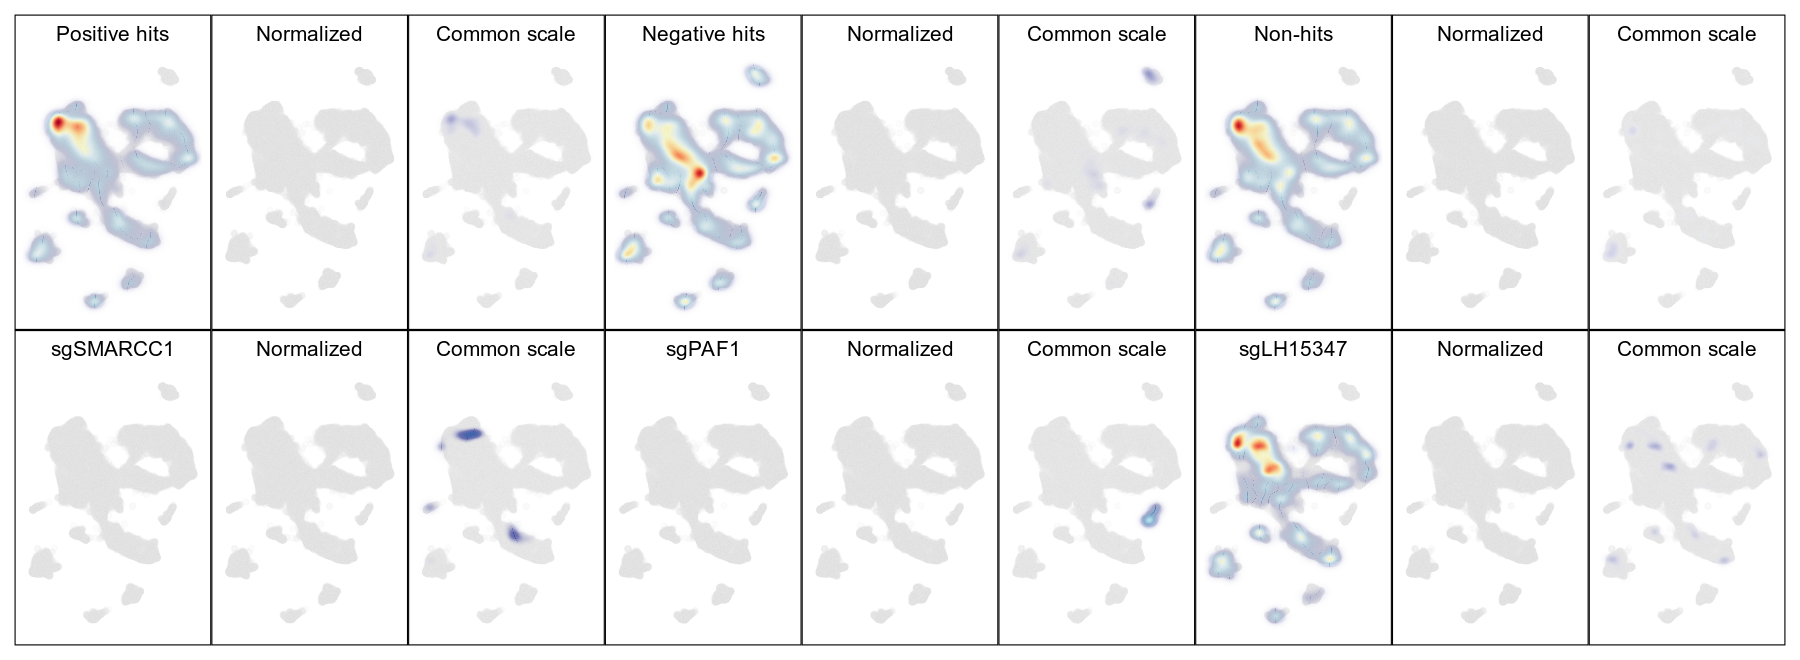 Positive hits
Normalized
Common scale
Negative hits
Normalized
Common scale
Non-hits
Normalized
Common scale
sgSMARCC1
Normalized
Common scale
sgPAF1
Normalized
Common scale
sgLH15347
Normalized
Common scale